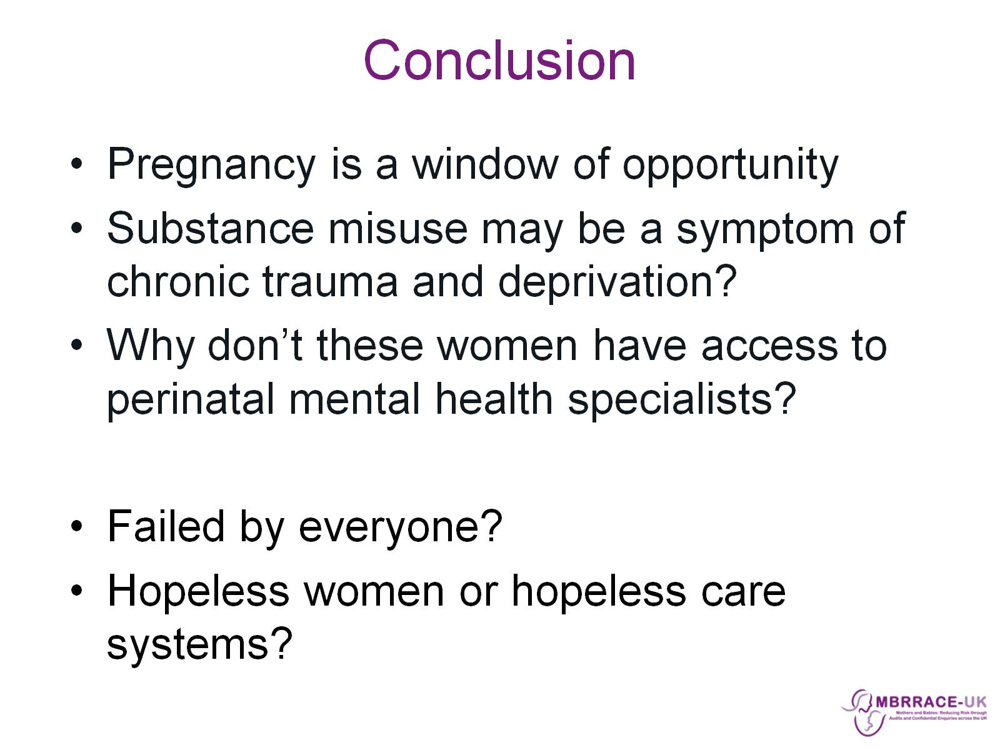 Conclusion
• Pregnancy is a window of opportunity
• Substance misuse may be a symptom of
chronic trauma and deprivation?
• Why don’t these women have access to
perinatal mental health specialists?
• Failed by everyone?
• Hopeless women or hopeless care
systems?
MBRRACE-UK
Mothers and Babies: Reducing Risk through
Audits and Confidential Enquiries across the UK